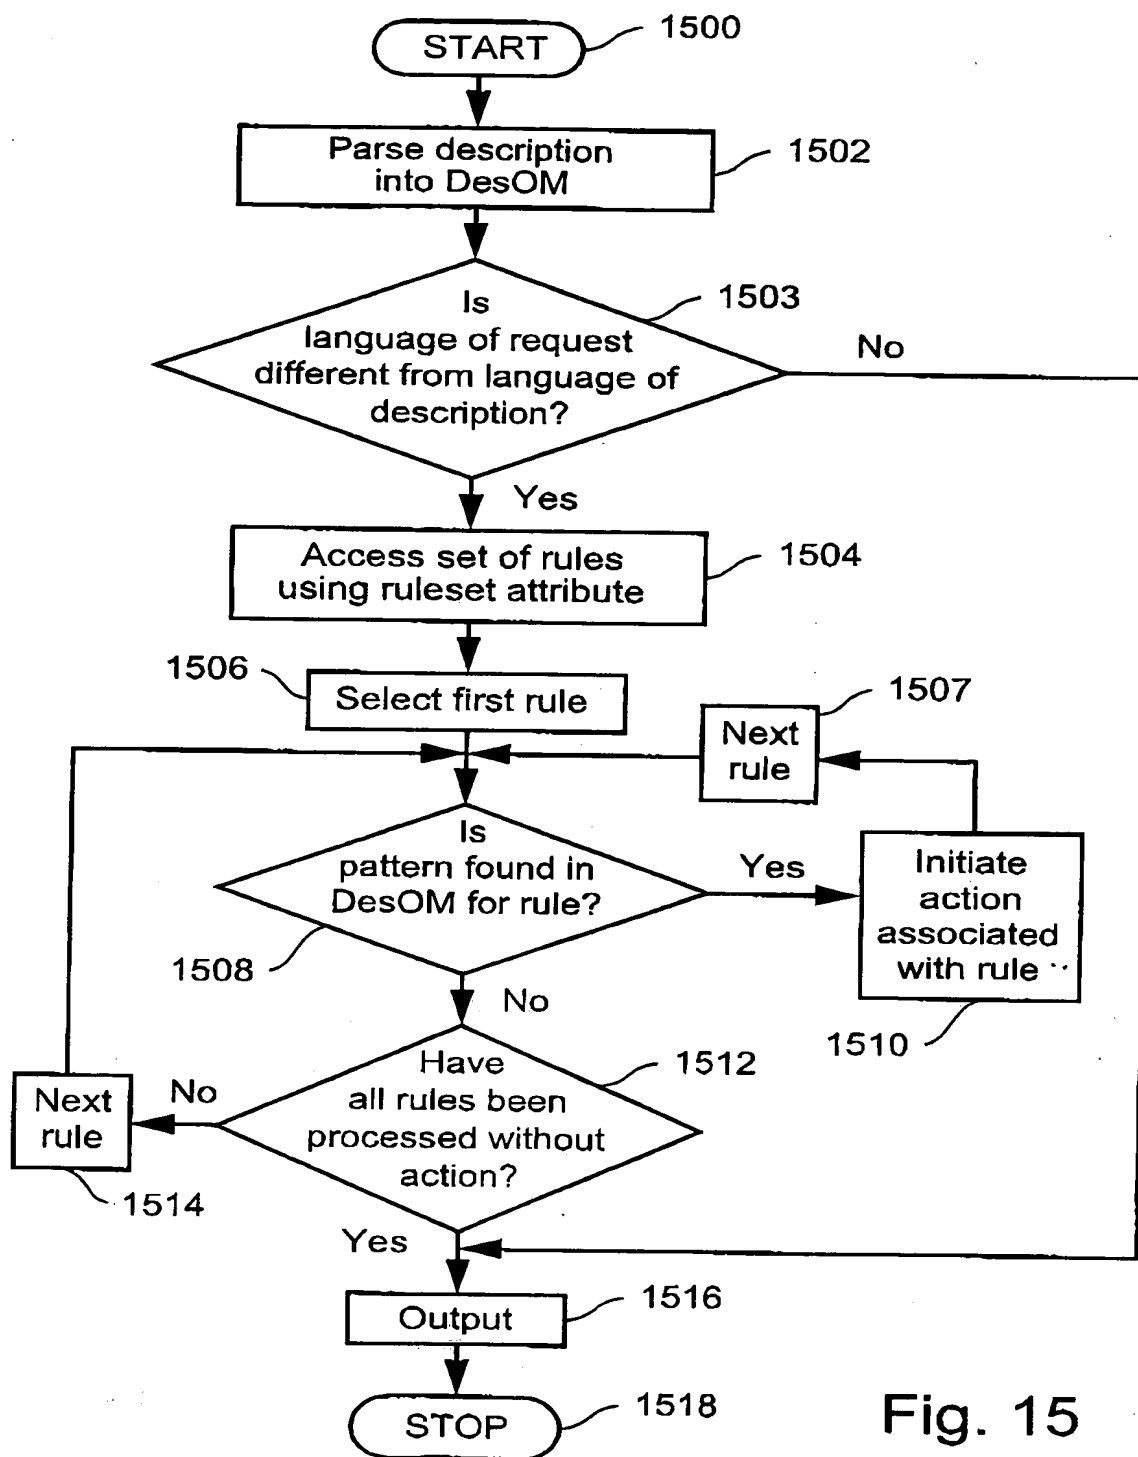 START
1500
Parse description
into DesOM
1502
Is
language of request
different from language of
description?
1503
No
Yes
Access set of rules
using ruleset attribute
1504
1506
Select first rule
1507
Next
rule
Is
pattern found in
DesOM for rule?
1508
Yes
Initiate
action
associated
with rule
1510
No
Have
all rules been
processed without
action?
1512
No
Next
rule
1514
Yes
Output
1516
STOP
1518
Fig. 15